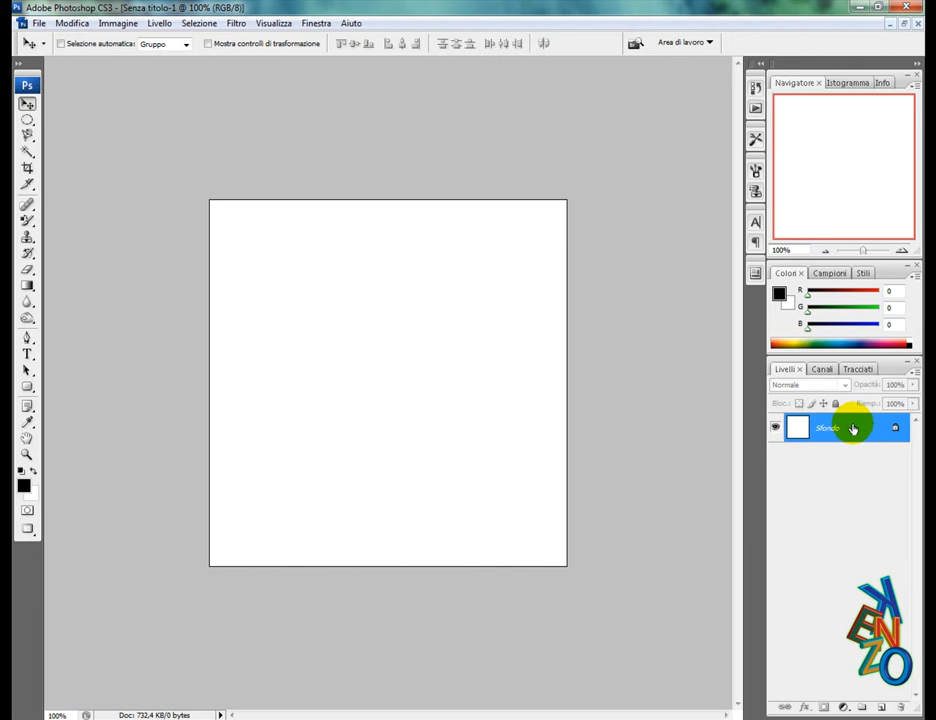 Adobe Photoshop CS3 - [Senza titolo-1 @ 100% (RGB/8)]
File Modifica Immagine Livello Selezione Filtro Visualizza Finestra Aiuto
Selezione automatica: Gruppo Mostra controlli di trasformazione Area di lavoro
Ps
Navigatore Istogramma Info
100%
Colori Campioni Stili
R 0
G 0
B 0
Livelli Canali Tracciati
Normale Opacità: 100%
Bloc.: Riemp.: 100%
Sfondo
KENZO
100% Doc: 732,4 KB/0 bytes